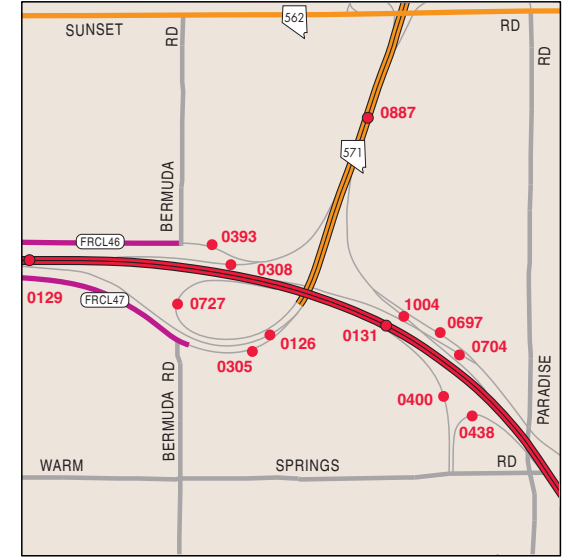 562
SUNSET
RD
RD
RD
0887
571
BERMUDA
0393
FRCL46
0308
0129
FRCL47
0727
1004
0697
0131
0126
0704
0305
PARADISE
BERMUDA RD
0400
0438
WARM SPRINGS RD